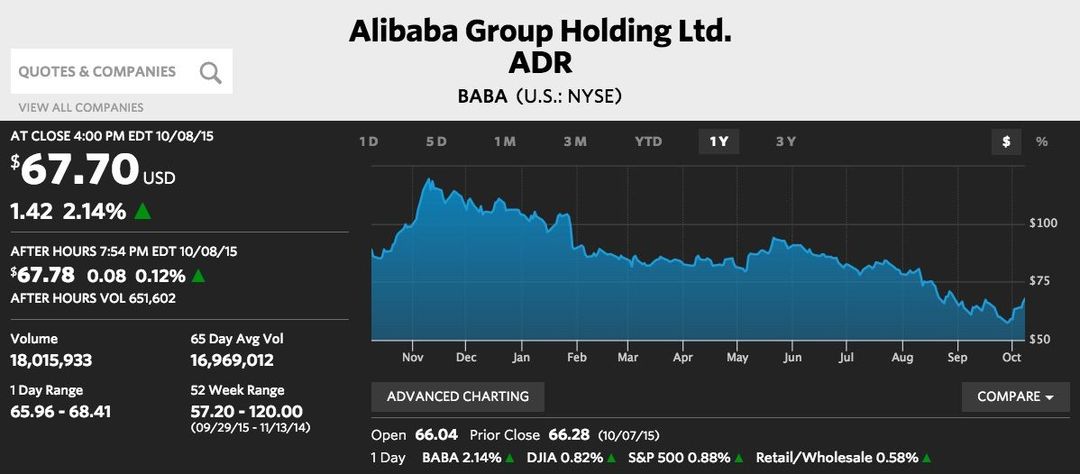 Alibaba Group Holding Ltd.
ADR
BABA (U.S.: NYSE)
QUOTES & COMPANIES
VIEW ALL COMPANIES
AT CLOSE 4:00 PM EDT 10/08/15
$67.70 USD
1.42 2.14%
AFTER HOURS 7:54 PM EDT 10/08/15
$67.78 0.08 0.12%
AFTER HOURS VOL 651,602
Volume 65 Day Avg Vol
18,015,933 16,969,012
1 Day Range 52 Week Range
65.96 - 68.41 57.20 - 120.00
(09/29/15 - 11/13/14)
1 D 5 D 1 M 3 M YTD 1 Y 3 Y $ %
$100
$75
$50
Nov Dec Jan Feb Mar Apr May Jun Jul Aug Sep Oct
ADVANCED CHARTING COMPARE
Open 66.04 Prior Close 66.28 (10/07/15)
1 Day BABA 2.14% DJIA 0.82% S&P 500 0.88% Retail/Wholesale 0.58%